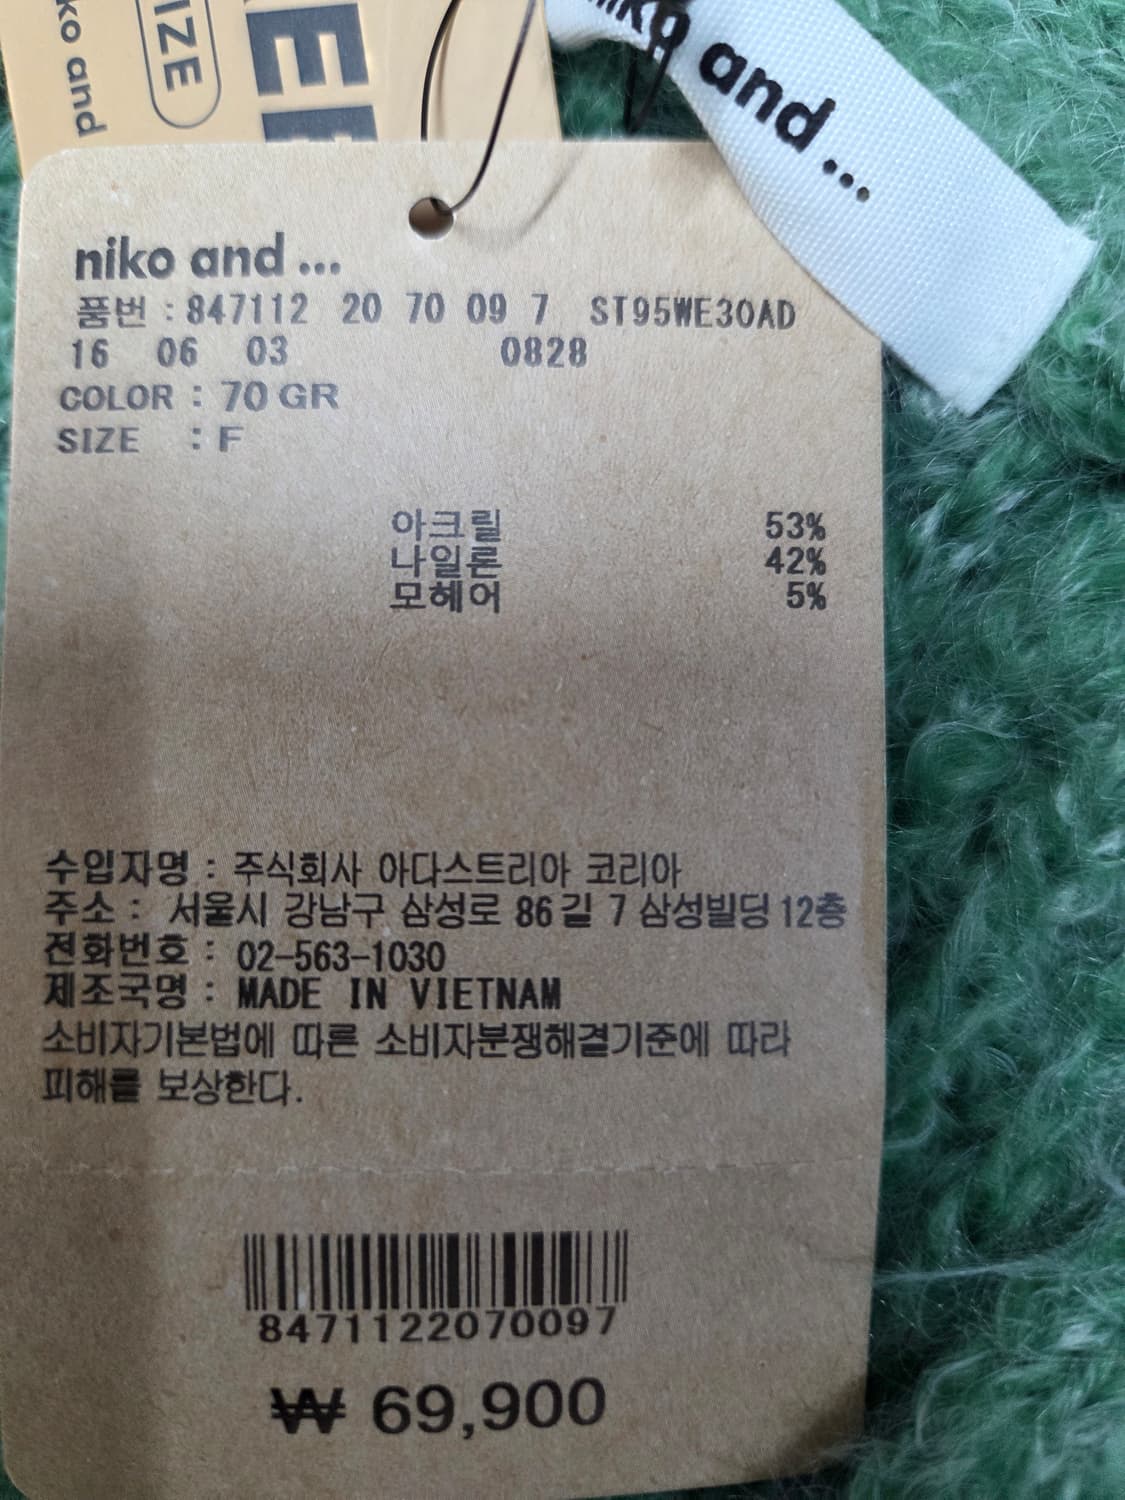 ko and
IZE
niko and ...
niko and ...
품번 : 847112 20 70 09 7 ST95WE30AD
16 06 03 0828
COLOR : 70 GR
SIZE : F
아크릴 53%
나일론 42%
모헤어 5%
수입자명 : 주식회사 아다스트리아 코리아
주소 : 서울시 강남구 삼성로 86길 7 삼성빌딩 12층
전화번호 : 02-563-1030
제조국명 : MADE IN VIETNAM
소비자기본법에 따른 소비자분쟁해결기준에 따라
피해를 보상한다.
8471122070097
₩ 69,900